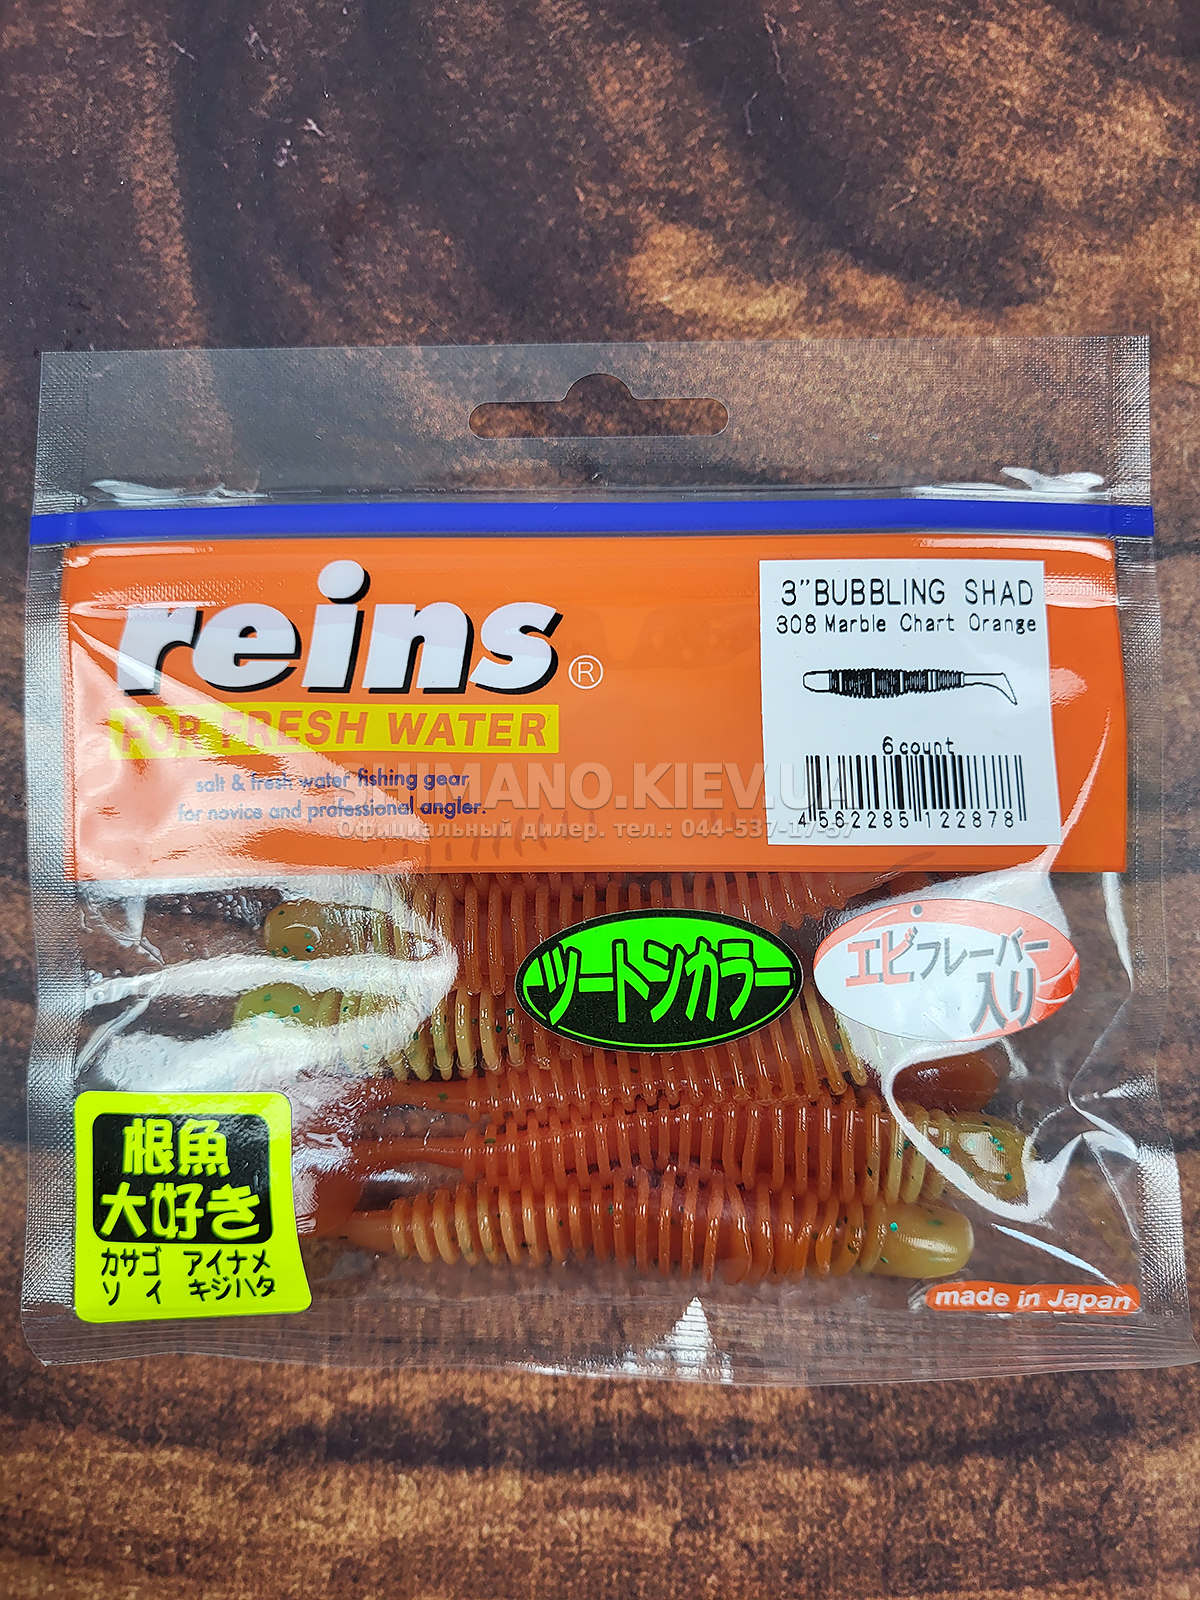 reins®
FOR FRESH WATER
salt & fresh water fishing gear
for novice and professional angler.
3"BUBBLING SHAD
308 Marble Chart Orange
6 count
4 562285 122878
SHIMANO.KIEV.UA
Официальный дилер. тел.: 044-537-17-57
ツートンカラー
エビフレーバー
入り
根魚
大好き
カサゴ アイナメ
ソイ キジハタ
made in Japan